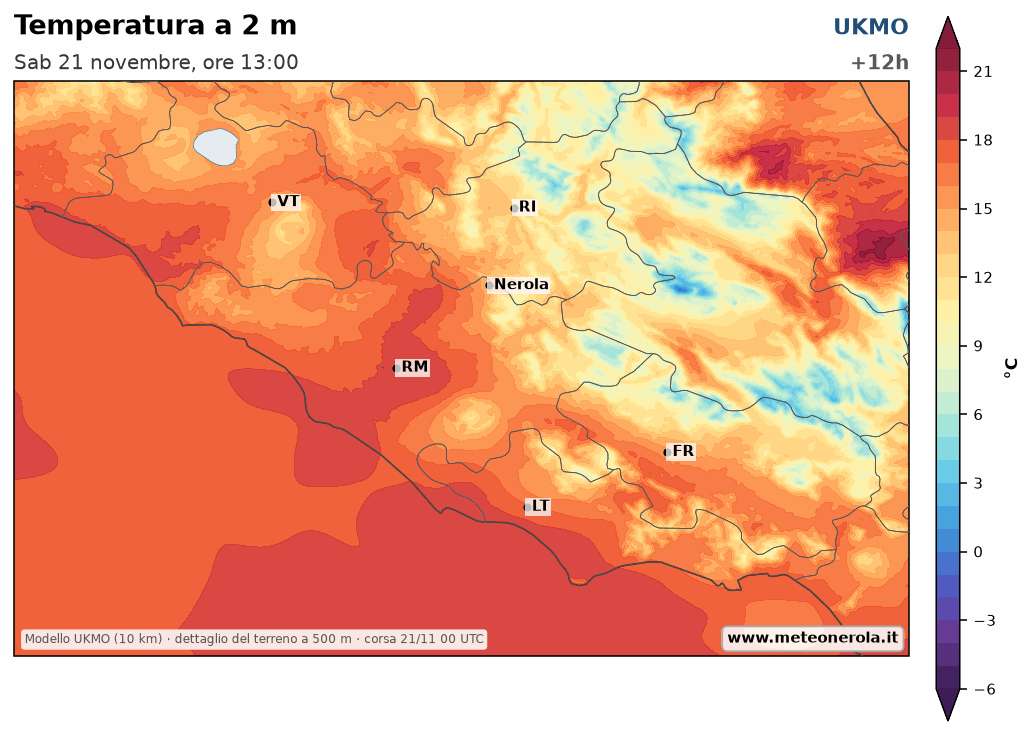 Temperatura a 2 m
UKMO
Sab 21 novembre, ore 13:00
+12h
VT
RI
Nerola
RM
FR
LT
Modello UKMO (10 km) · dettaglio del terreno a 500 m · corsa 21/11 00 UTC
www.meteonerola.it
21
18
15
12
9
6
3
0
−3
−6
°C